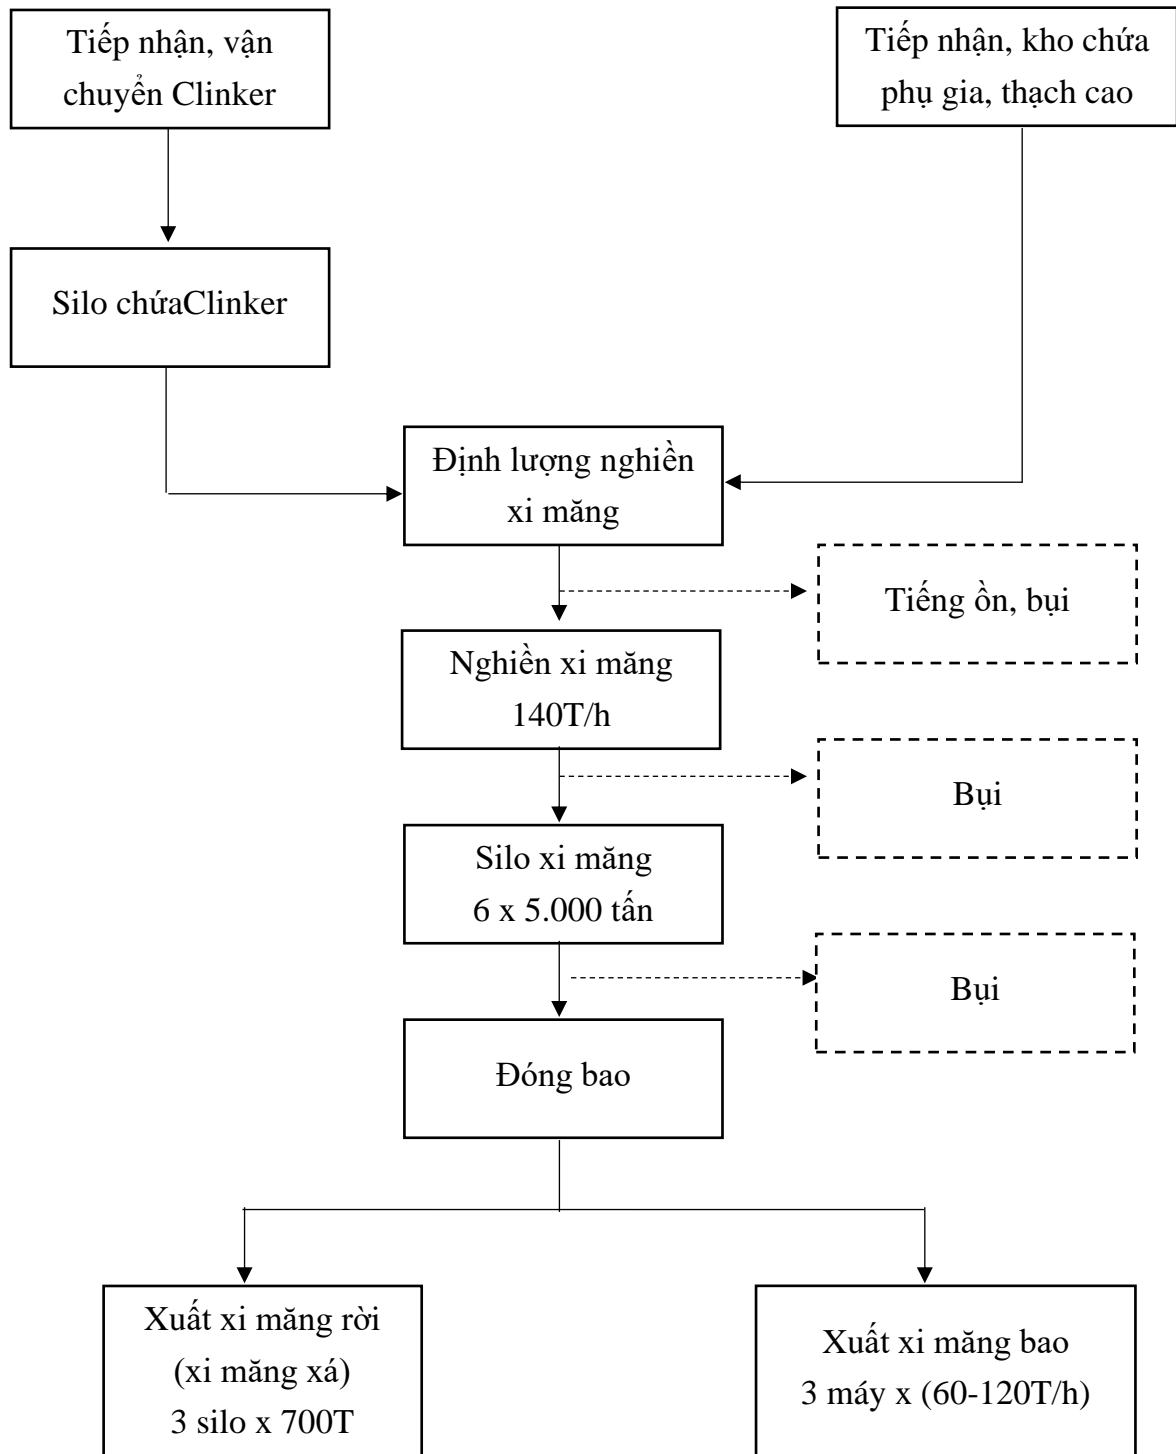 Tiếp nhận, vận
chuyển Clinker
Tiếp nhận, kho chứa
phụ gia, thạch cao
Silo chứaClinker
Định lượng nghiền
xi măng
Tiếng ồn, bụi
Nghiền xi măng
140T/h
Bụi
Silo xi măng
6 x 5.000 tấn
Bụi
Đóng bao
Xuất xi măng rời
(xi măng xá)
3 silo x 700T
Xuất xi măng bao
3 máy x (60-120T/h)